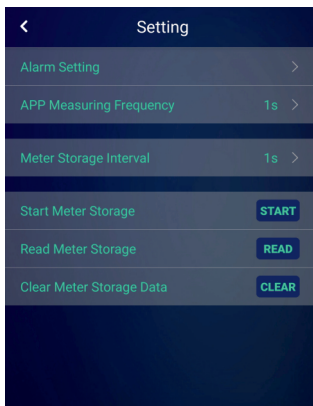 Setting
Alarm Setting
APP Measuring Frequency 1s
Meter Storage Interval 1s
Start Meter Storage START
Read Meter Storage READ
Clear Meter Storage Data CLEAR